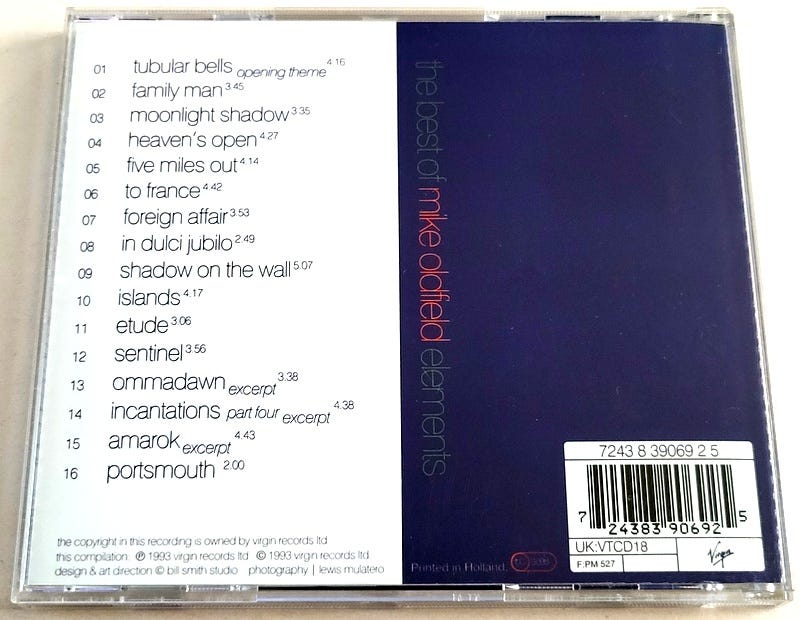 01 tubular bells opening theme 4.16
02 family man 3.45
03 moonlight shadow 3.35
04 heaven's open 4.27
05 five miles out 4.14
06 to france 4.42
07 foreign affair 3.53
08 in dulci jubilo 2.49
09 shadow on the wall 5.07
10 islands 4.17
11 etude 3.06
12 sentinel 3.56
13 ommadawn excerpt 3.38
14 incantations part four excerpt 4.38
15 amarok excerpt 4.43
16 portsmouth 2.00
the copyright in this recording is owned by virgin records ltd
this compilation: ℗ 1993 virgin records ltd © 1993 virgin records ltd
design & art direction © bill smith studio photography | lewis mulatero
the best of mike oldfield elements
7243 8 39069 2 5
7 24383 90692 5
UK:VTCD18
F:PM 527
Virgin
Printed in Holland.